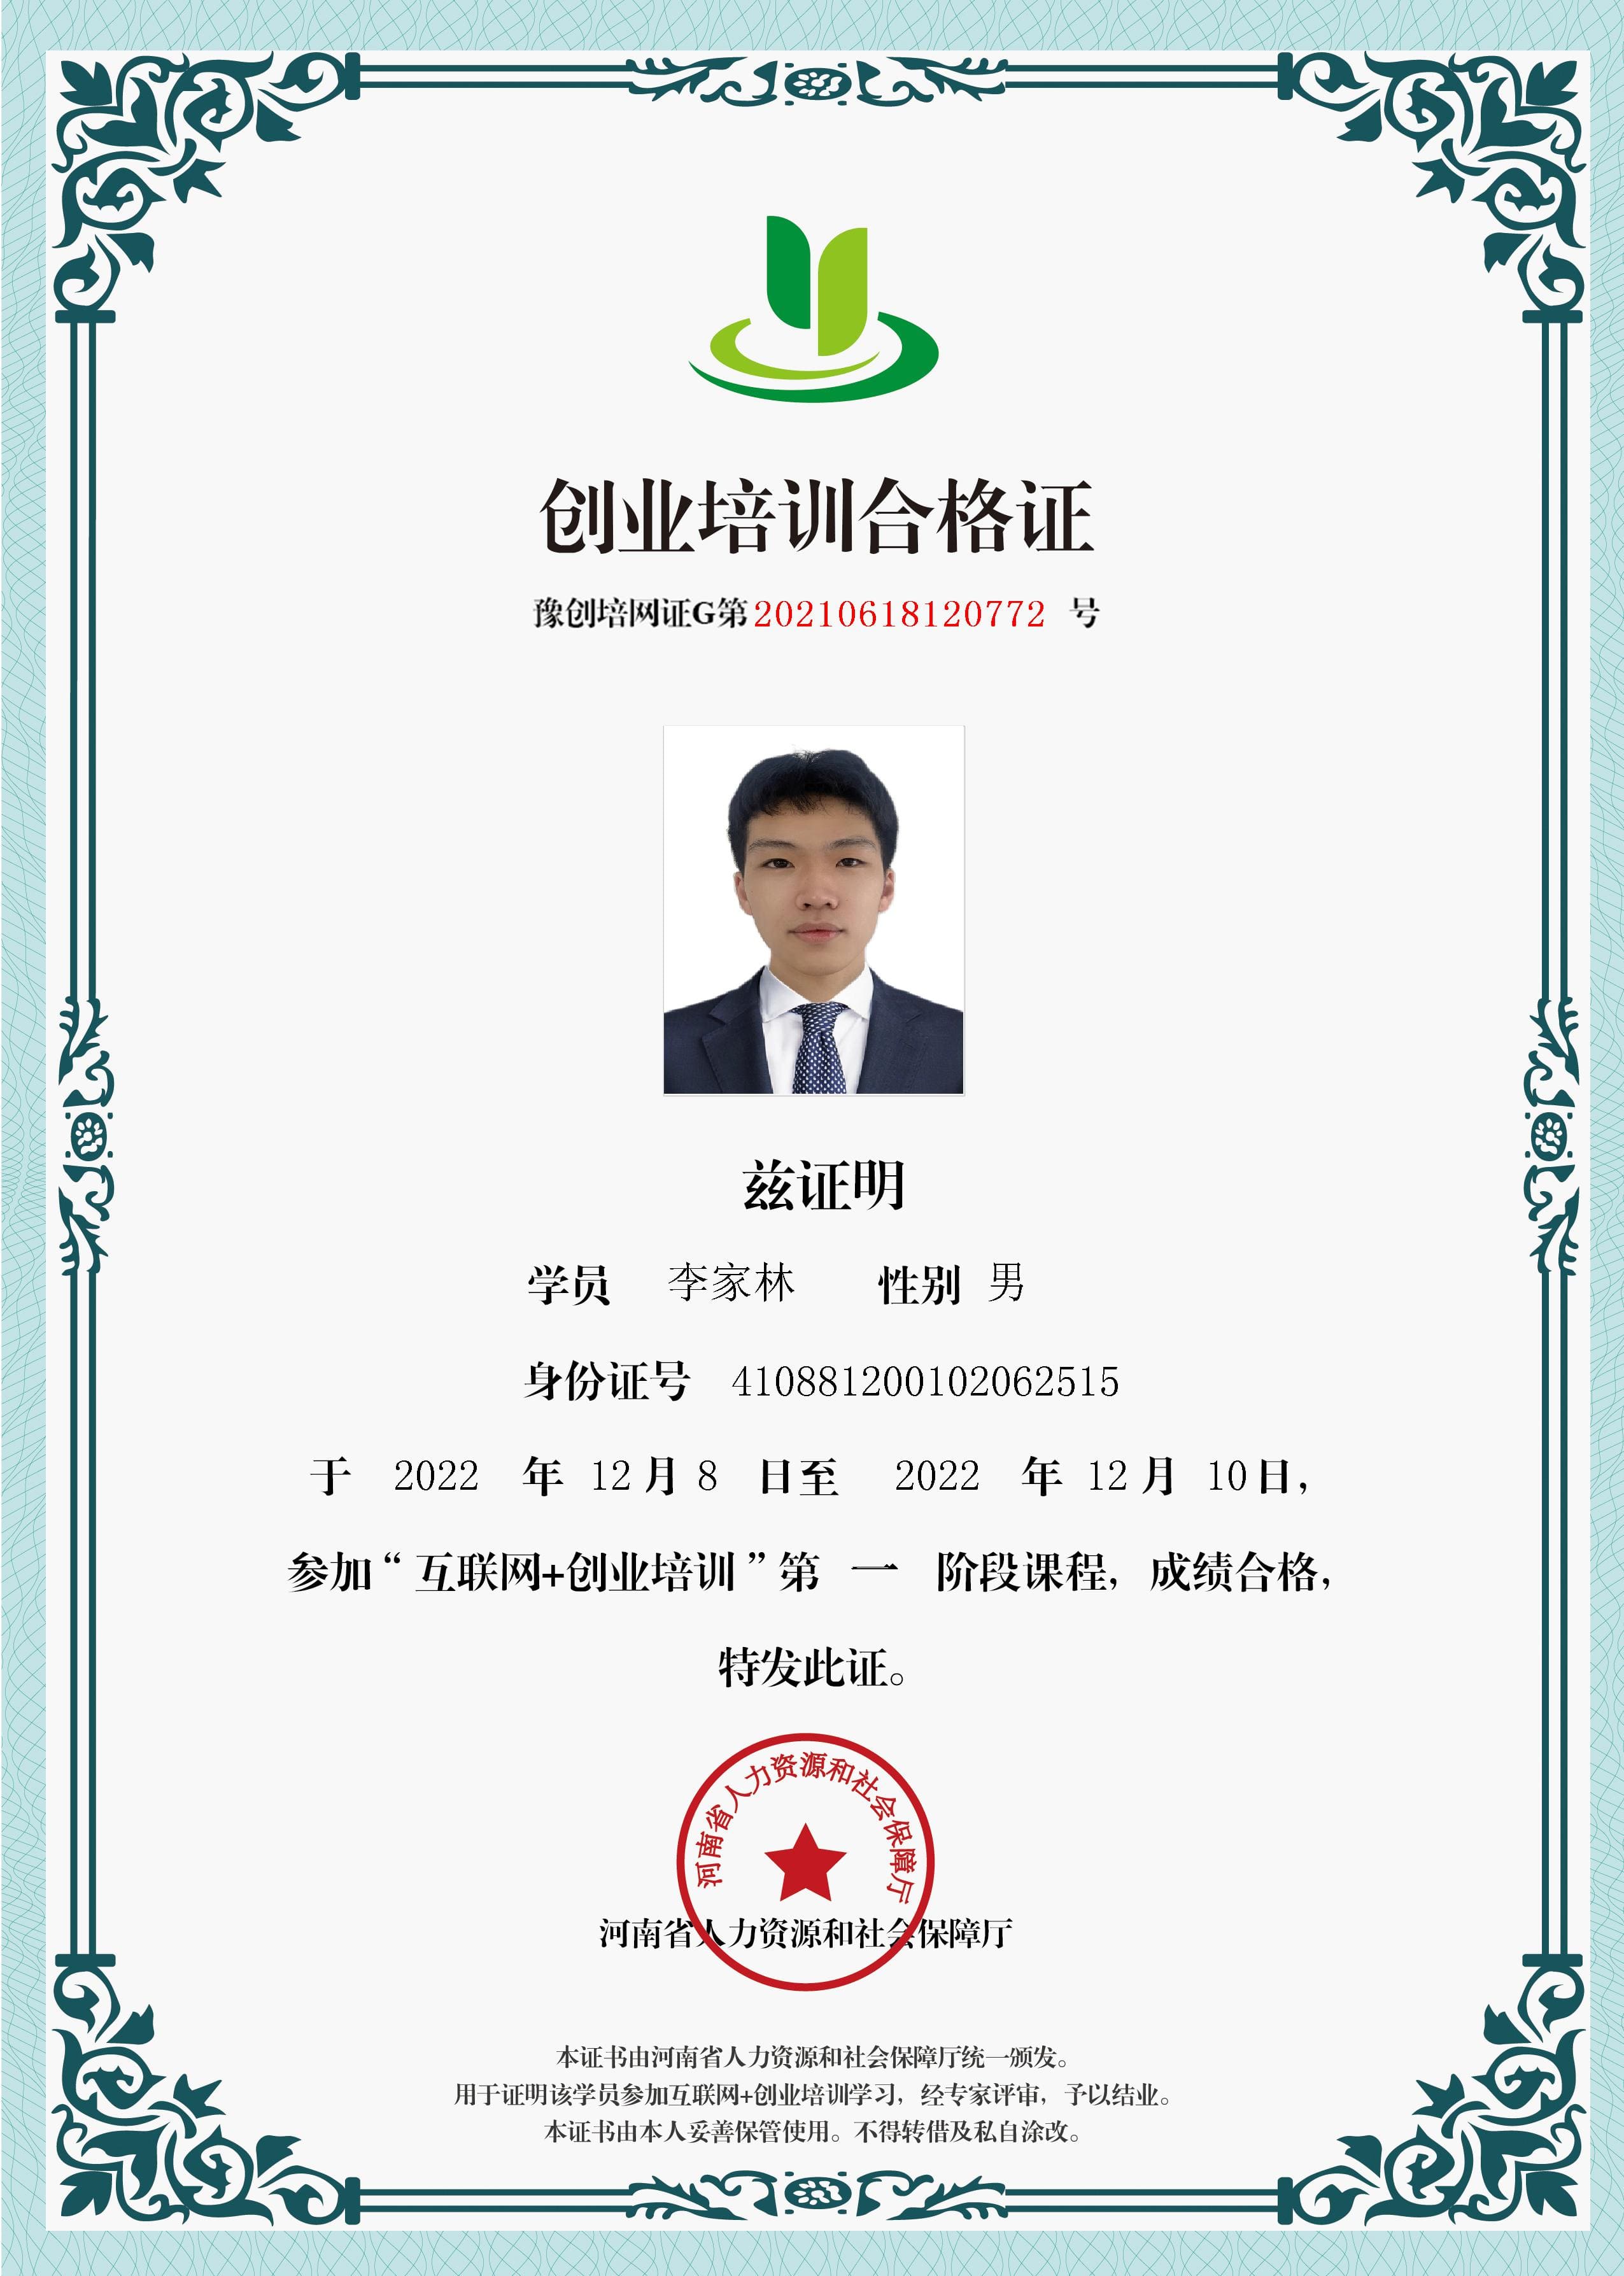 创业培训合格证
豫创培网证G第20210618120772 号
兹证明
学员 李家林 性别 男
身份证号 410881200102062515
于 2022 年 12 月 8 日至 2022 年 12 月 10 日，
参加“互联网+创业培训”第 一 阶段课程，成绩合格，
特发此证。
河南省人力资源和社会保障厅
河南省人力资源和社会保障厅
本证书由河南省人力资源和社会保障厅统一颁发。
用于证明该学员参加互联网+创业培训学习，经专家评审，予以结业。
本证书由本人妥善保管使用。不得转借及私自涂改。